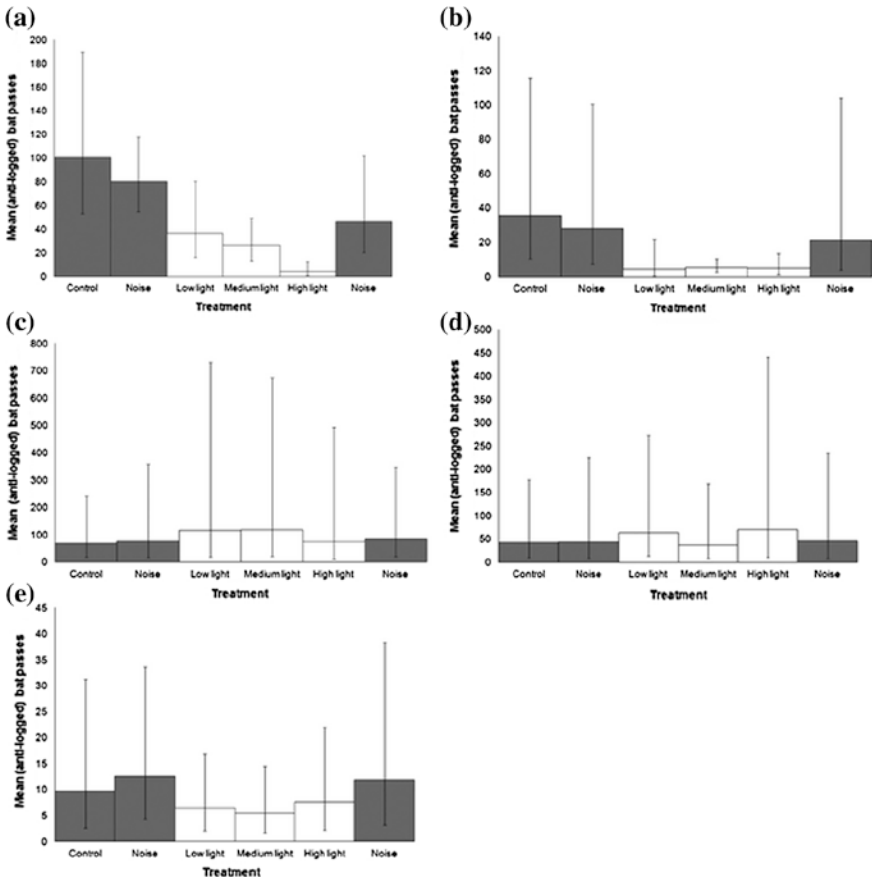 (a)
Mean (anti-logged) bat passes
200
180
160
140
120
100
80
60
40
20
0
Control Noise Low light Medium light High light Noise
Treatment
(b)
Mean (anti-logged) bat passes
140
120
100
80
60
40
20
0
Control Noise Low light Medium light High light Noise
Treatment
(c)
Mean (anti-logged) bat passes
800
700
600
500
400
300
200
100
0
Control Noise Low light Medium light High light Noise
Treatment
(d)
Mean (anti-logged) bat passes
500
450
400
350
300
250
200
150
100
50
0
Control Noise Low light Medium light High light Noise
Treatment
(e)
Mean (anti-logged) bat passes
45
40
35
30
25
20
15
10
5
0
Control Noise Low light Medium light High light Noise
Treatment